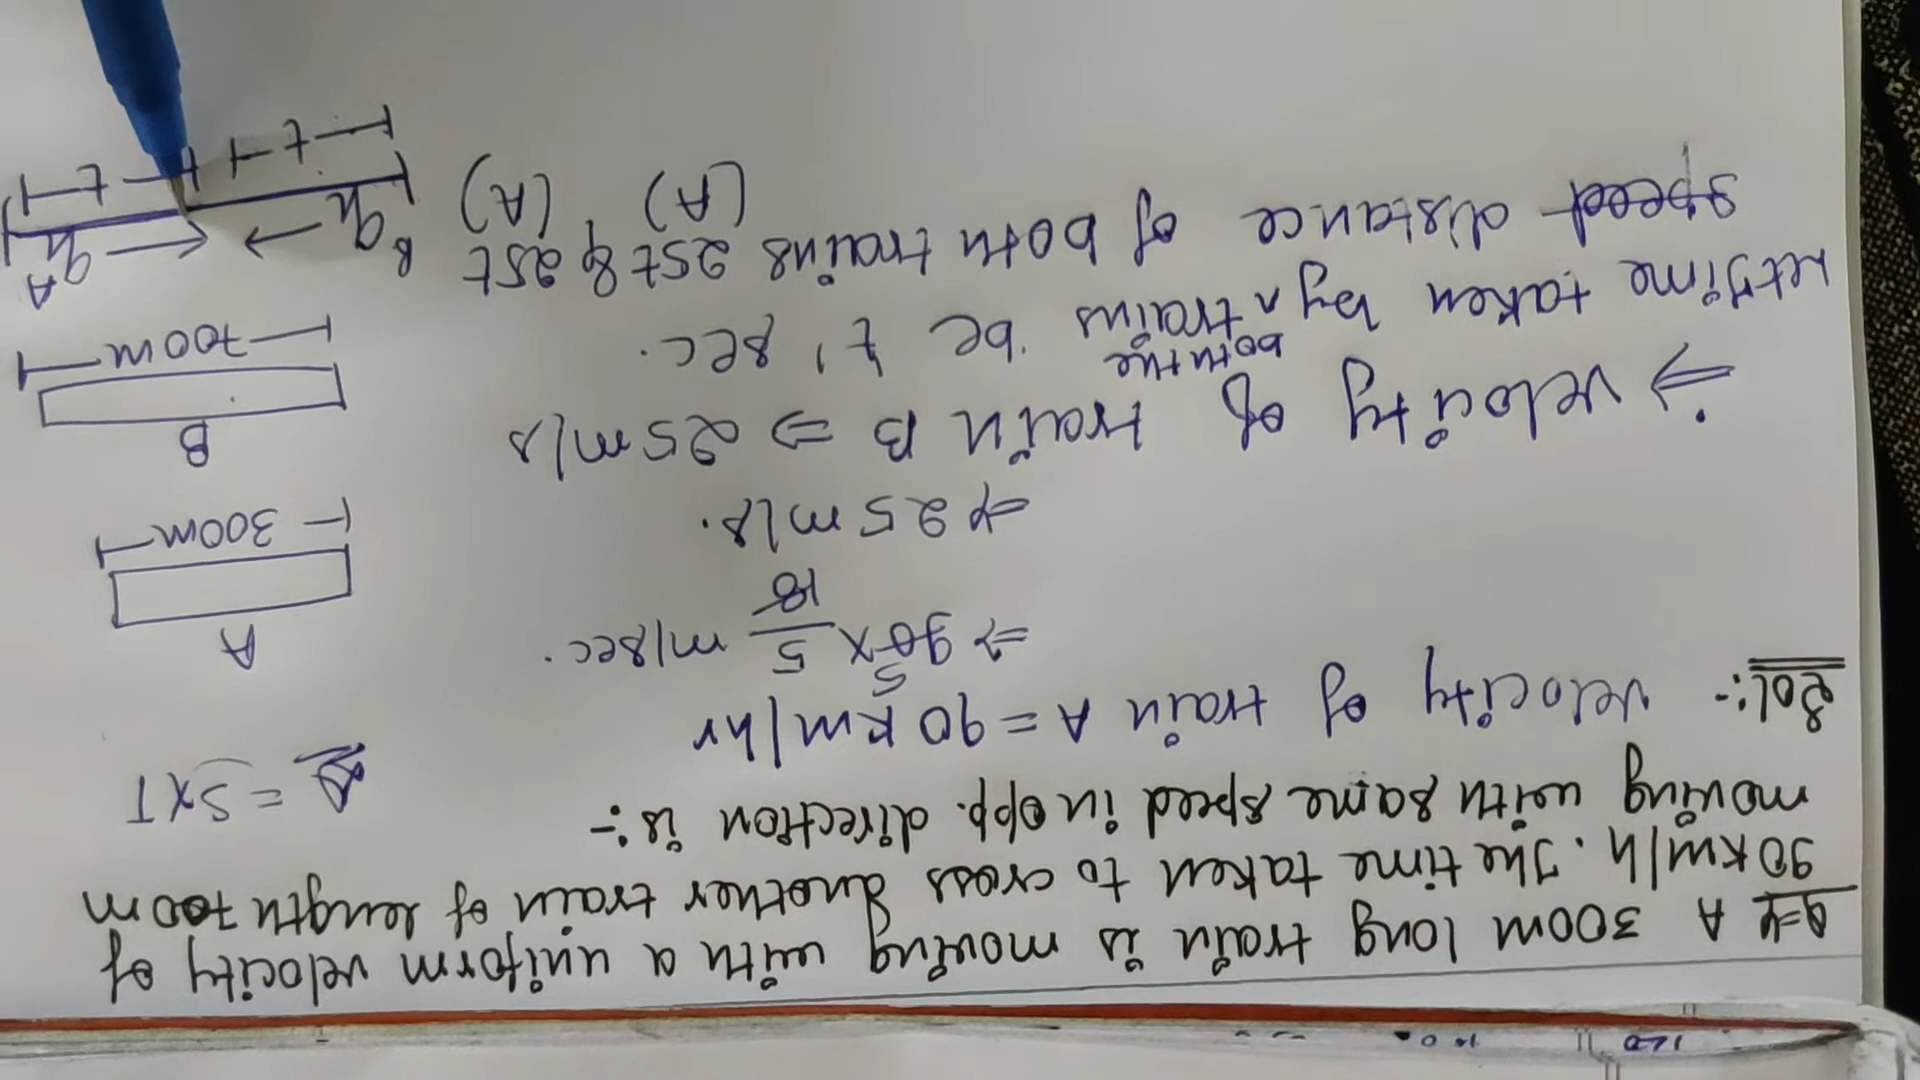 Q=4 A 300m long train is moving with a uniform velocity of
90 km/h. The time taken to cross another train of length 700m
moving with same speed in opp. direction is :-
D = S x T
Sol:- velocity of train A = 90 km/hr
⇒ 90 x 5/18 m/sec.
5
⇒ 25 m/s.
⇒ velocity of train B ⇒ 25 m/s
Let time taken by both the trains be 't' sec.
speed distance of both trains 25t & 25t
(A) (A)
A
300m
B
700m
A B
t t